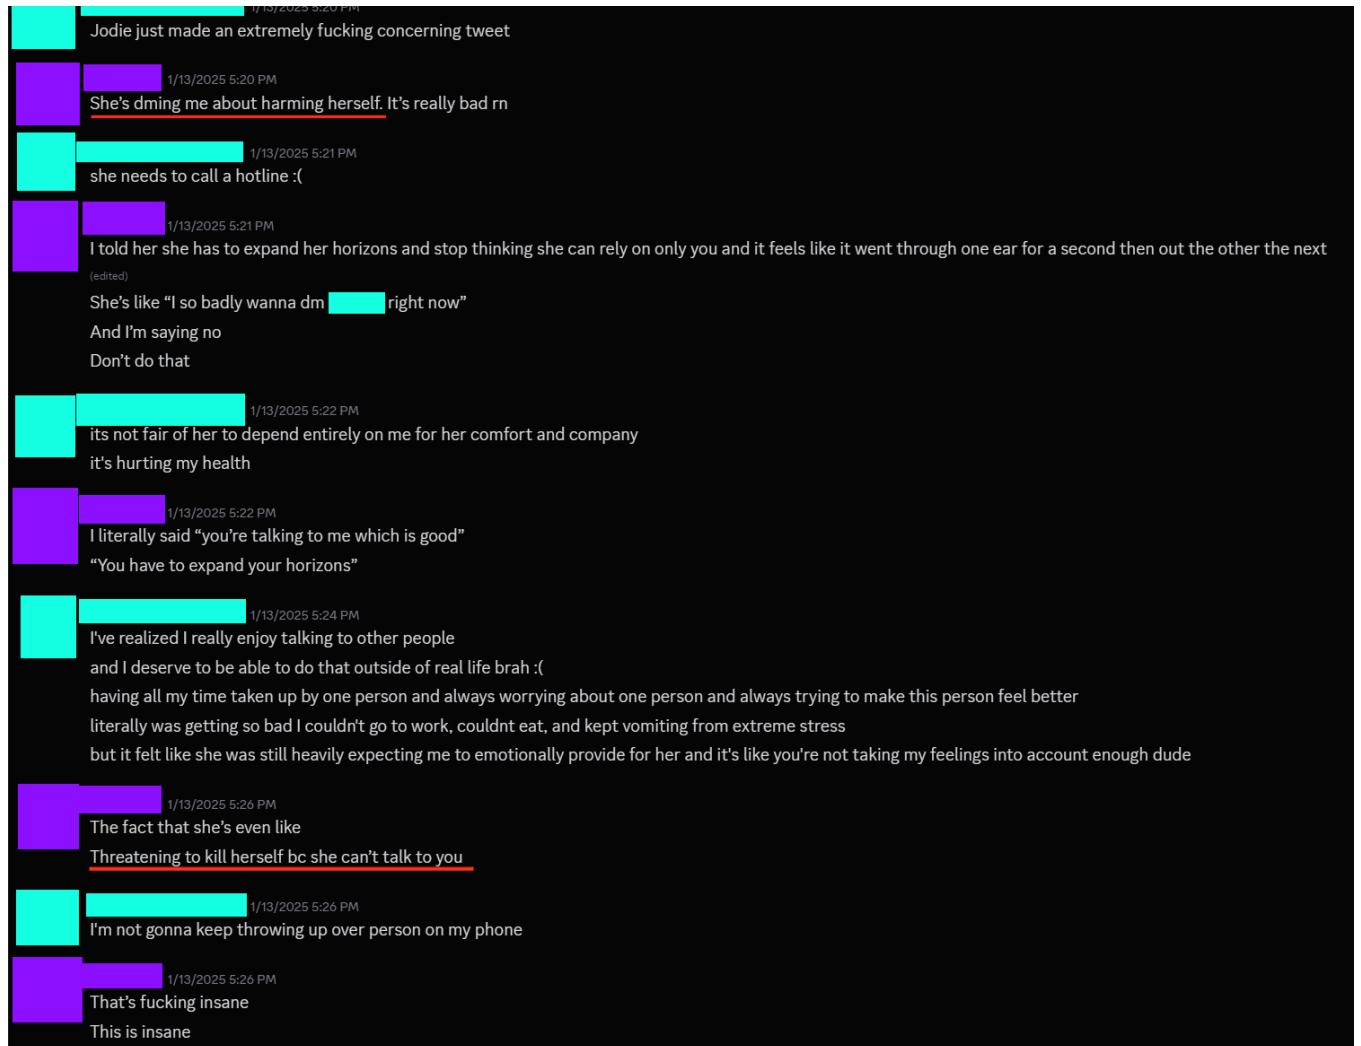 1/13/2025 5:20 PM
Jodie just made an extremely fucking concerning tweet
1/13/2025 5:20 PM
She's dming me about harming herself. It's really bad rn
1/13/2025 5:21 PM
she needs to call a hotline :(
1/13/2025 5:21 PM
I told her she has to expand her horizons and stop thinking she can rely on only you and it feels like it went through one ear for a second then out the other the next
(edited)
She's like “I so badly wanna dm right now”
And I'm saying no
Don't do that
1/13/2025 5:22 PM
its not fair of her to depend entirely on me for her comfort and company
it's hurting my health
1/13/2025 5:22 PM
I literally said “you're talking to me which is good”
“You have to expand your horizons”
1/13/2025 5:24 PM
I've realized I really enjoy talking to other people
and I deserve to be able to do that outside of real life brah :(
having all my time taken up by one person and always worrying about one person and always trying to make this person feel better
literally was getting so bad I couldn't go to work, couldnt eat, and kept vomiting from extreme stress
but it felt like she was still heavily expecting me to emotionally provide for her and it's like you're not taking my feelings into account enough dude
1/13/2025 5:26 PM
The fact that she's even like
Threatening to kill herself bc she can't talk to you
1/13/2025 5:26 PM
I'm not gonna keep throwing up over person on my phone
1/13/2025 5:26 PM
That's fucking insane
This is insane